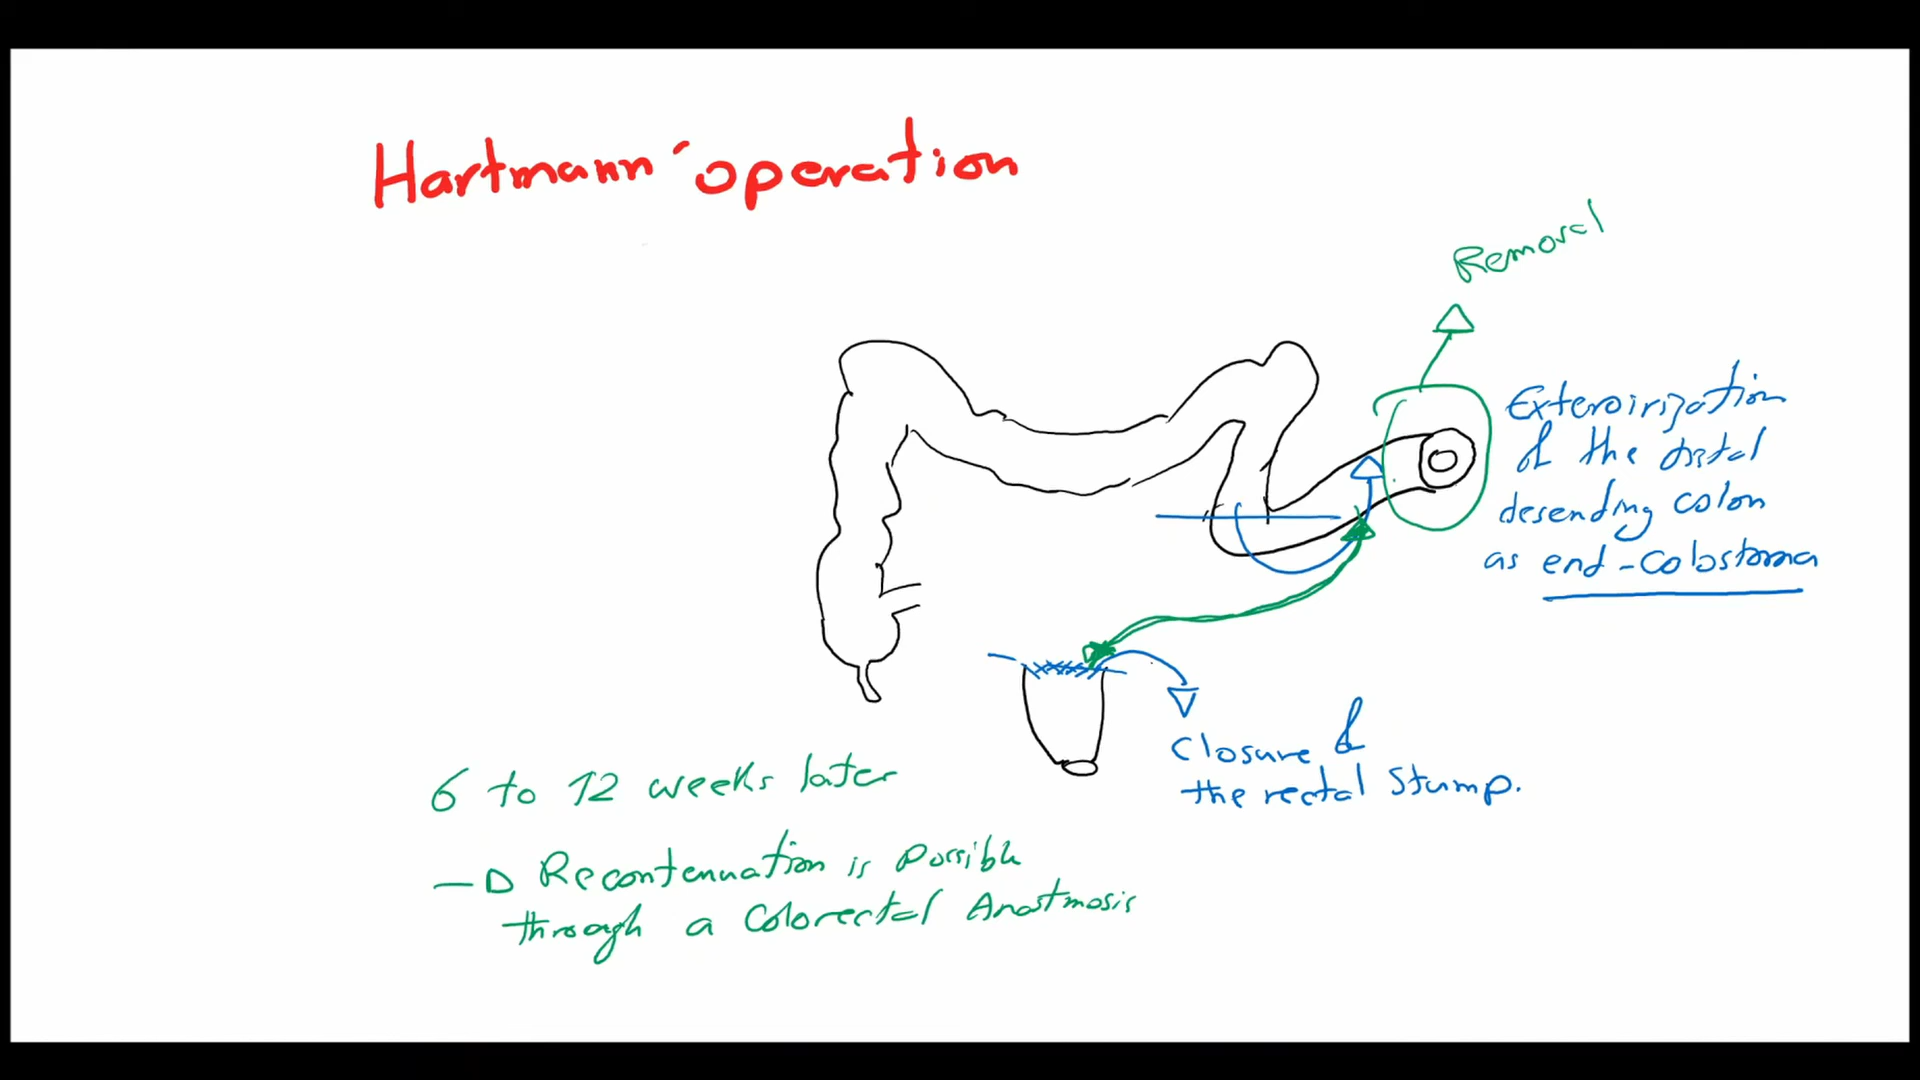 Hartmann' operation
Removal
Exteroirization
of the distal
desending colon
as end-Colostoma
Closure of
the rectal Stump.
6 to 12 weeks later
Recontenuation is possible
through a Colorectal Anastmosis